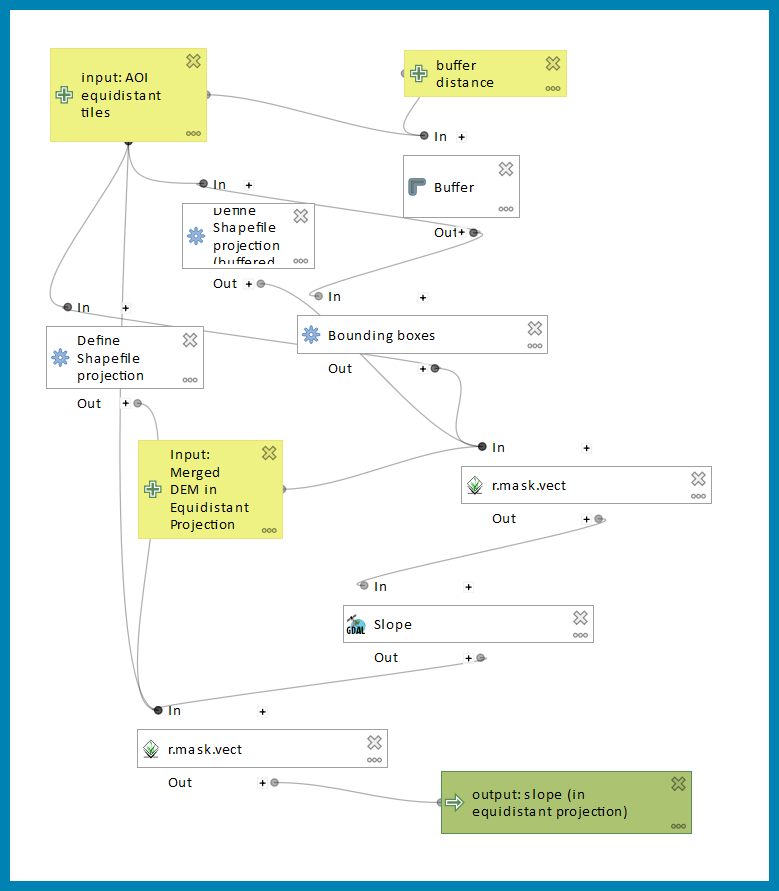 input: AOI
equidistant
tiles
buffer
distance
In +
Buffer
Out+
In +
Define
Shapefile
projection
(buffered
Out +
In +
Bounding boxes
Out +
In +
Define
Shapefile
projection
Out +
Input:
Merged
DEM in
Equidistant
Projection
In +
r.mask.vect
Out +
In +
GDAL
Slope
Out +
In +
r.mask.vect
Out +
output: slope (in
equidistant projection)